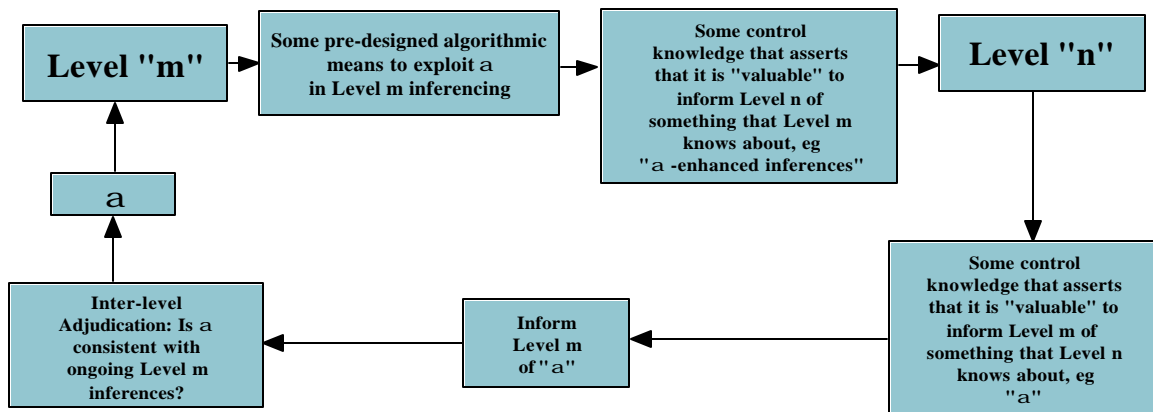 Level "m"
Some pre-designed algorithmic
means to exploit a
in Level m inferencing
Some control
knowledge that asserts
that it is "valuable" to
inform Level n of
something that Level m
knows about, eg
"a -enhanced inferences"
Level "n"
Some control
knowledge that asserts
that it is "valuable" to
inform Level m of
something that Level n
knows about, eg
"a"
Inform
Level m
of "a"
Inter-level
Adjudication: Is a
consistent with
ongoing Level m
inferences?
a